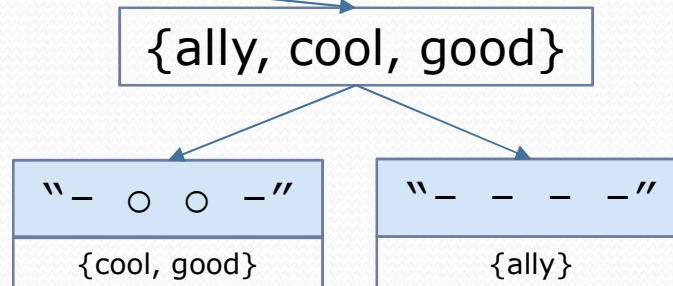 {ally, cool, good}
“- o o -” “- - - -”
{cool, good} {ally}